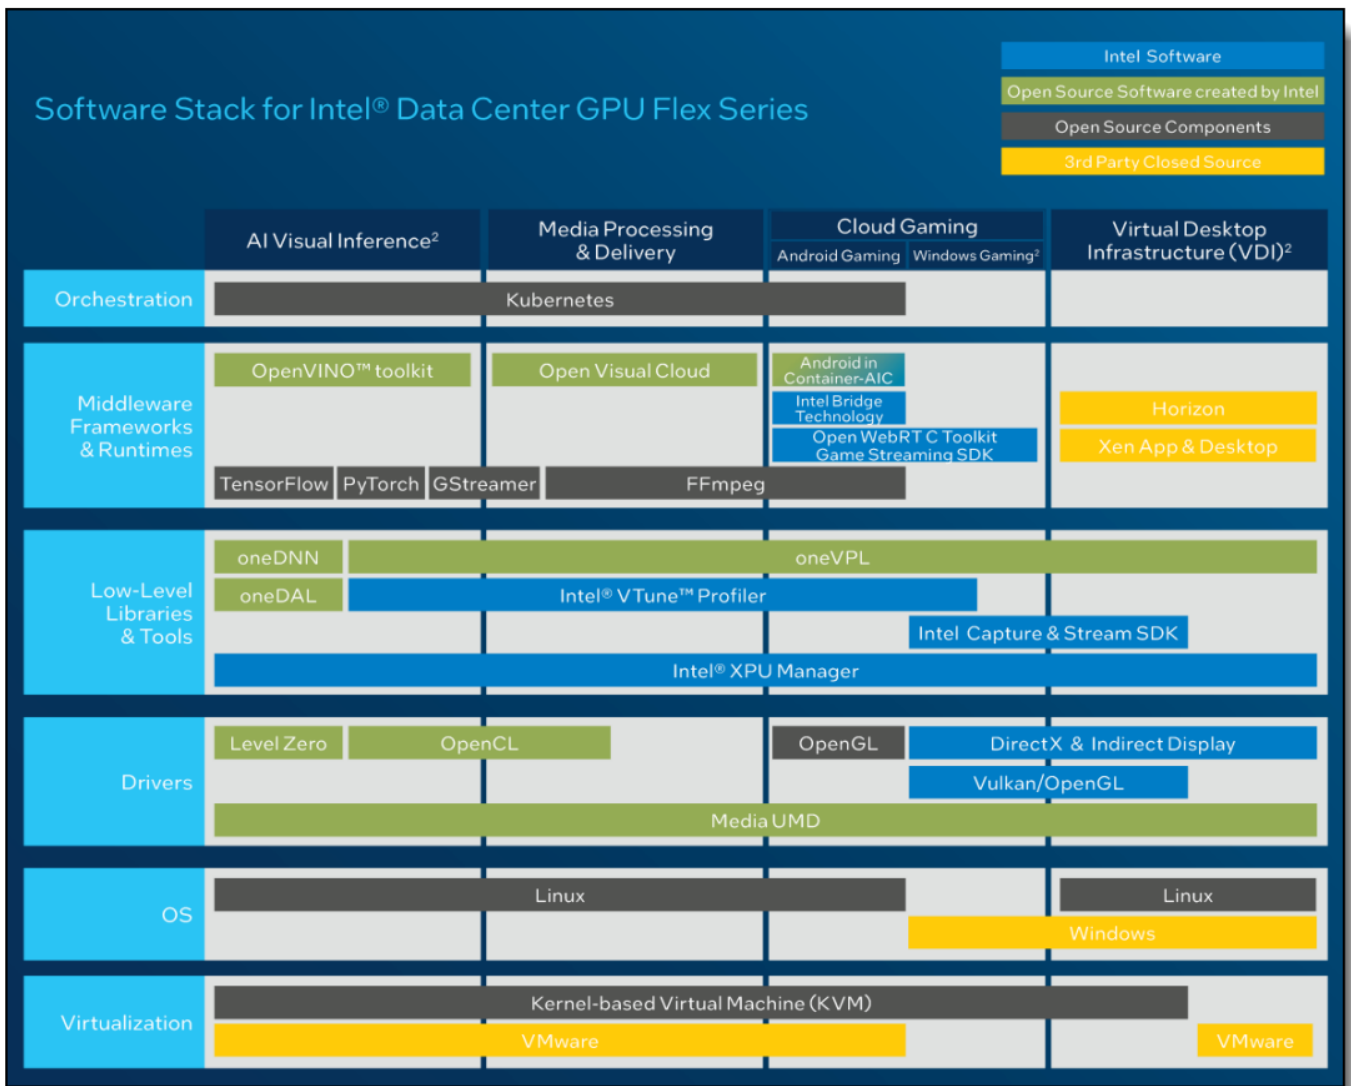 Intel Software
Open Source Software created by Intel
Open Source Components
3rd Party Closed Source
Software Stack for Intel® Data Center GPU Flex Series
AI Visual Inference²
Media Processing
& Delivery
Cloud Gaming
Android Gaming
Windows Gaming²
Virtual Desktop
Infrastructure (VDI)²
Orchestration
Kubernetes
Middleware
Frameworks
& Runtimes
OpenVINO™ toolkit
Open Visual Cloud
Android in
Container-AIC
Intel Bridge
Technology
Open WebRT C Toolkit
Game Streaming SDK
Horizon
Xen App & Desktop
TensorFlow
PyTorch
GStreamer
FFmpeg
Low-Level
Libraries
& Tools
oneDNN
oneVPL
oneDAL
Intel® VTune™ Profiler
Intel Capture & Stream SDK
Intel® XPU Manager
Drivers
Level Zero
OpenCL
OpenGL
DirectX & Indirect Display
Vulkan/OpenGL
Media UMD
OS
Linux
Linux
Windows
Virtualization
Kernel-based Virtual Machine (KVM)
VMware
VMware